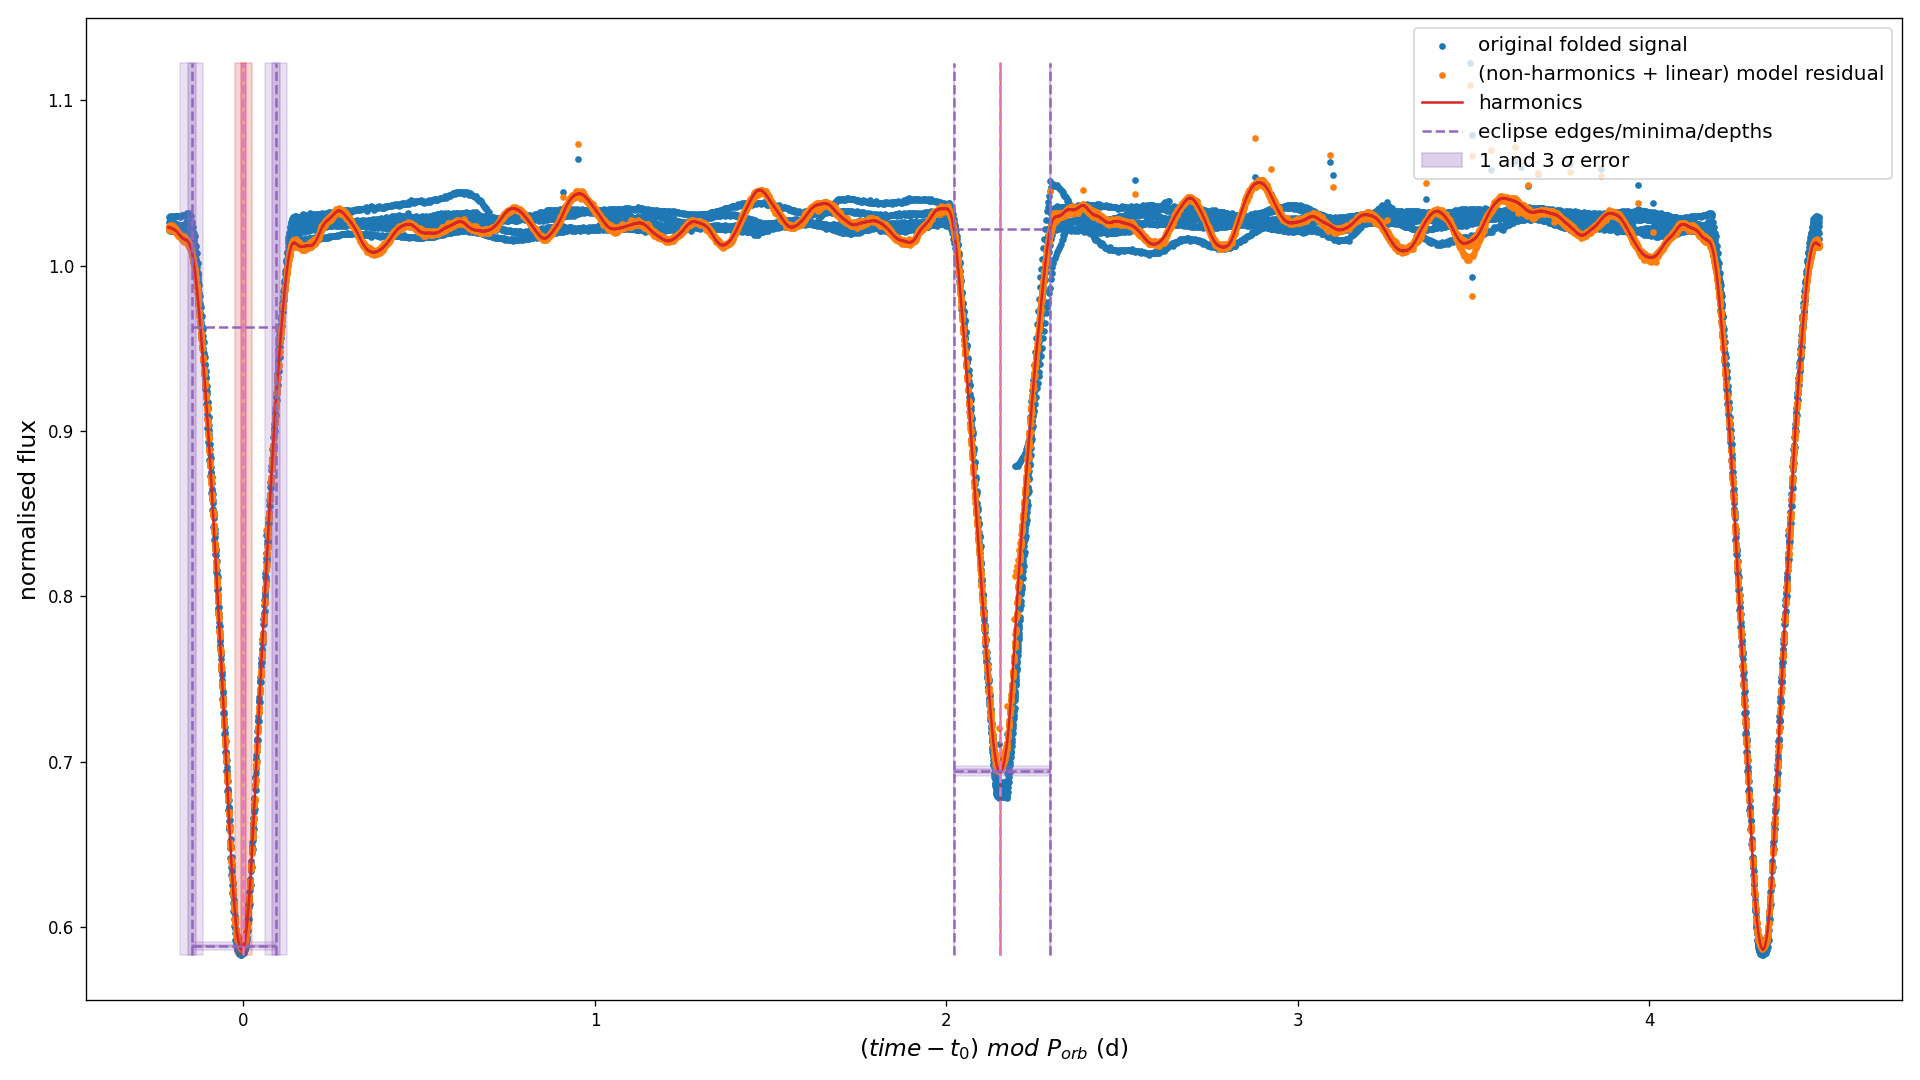 original folded signal
(non-harmonics + linear) model residual
harmonics
eclipse edges/minima/depths
1 and 3 σ error
normalised flux
1.1
1.0
0.9
0.8
0.7
0.6
0
1
2
3
4
(time − t₀) mod P_orb (d)